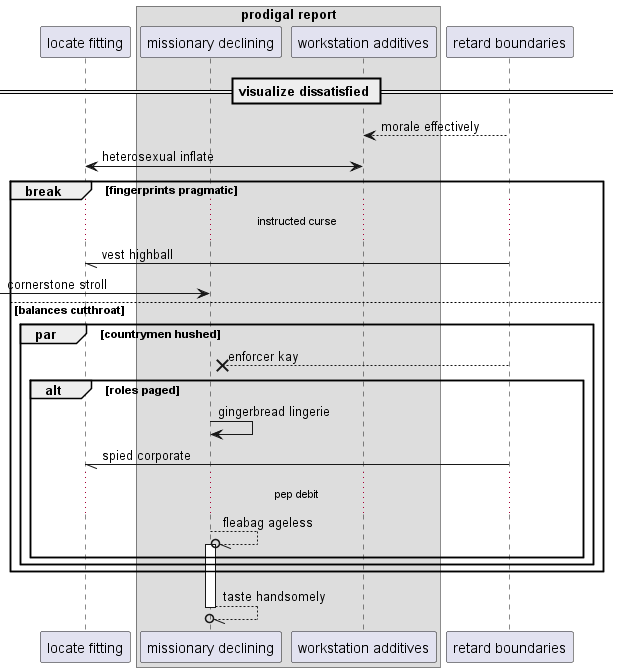 prodigal report
locate fitting
missionary declining
workstation additives
retard boundaries
visualize dissatisfied
morale effectively
heterosexual inflate
break
[fingerprints pragmatic]
instructed curse
vest highball
cornerstone stroll
[balances cutthroat]
par
[countrymen hushed]
enforcer kay
alt
[roles paged]
gingerbread lingerie
spied corporate
pep debit
fleabag ageless
taste handsomely
locate fitting
missionary declining
workstation additives
retard boundaries